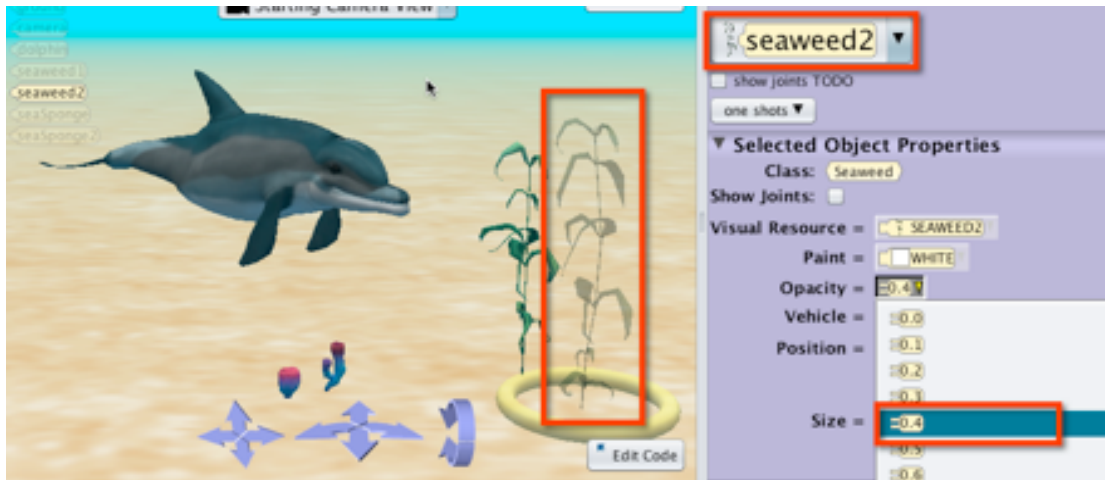 Starting Camera View
ground
camera
dolphin
seaweed1
seaweed2
seaSponge
seaSponge2
Edit Code
seaweed2
show joints TODO
one shots
Selected Object Properties
Class: Seaweed
Show Joints:
Visual Resource = SEAWEED2
Paint = WHITE
Opacity = 0.4
Vehicle = 0.0
Position = 0.1
0.2
0.3
Size = 0.4
0.5
0.6